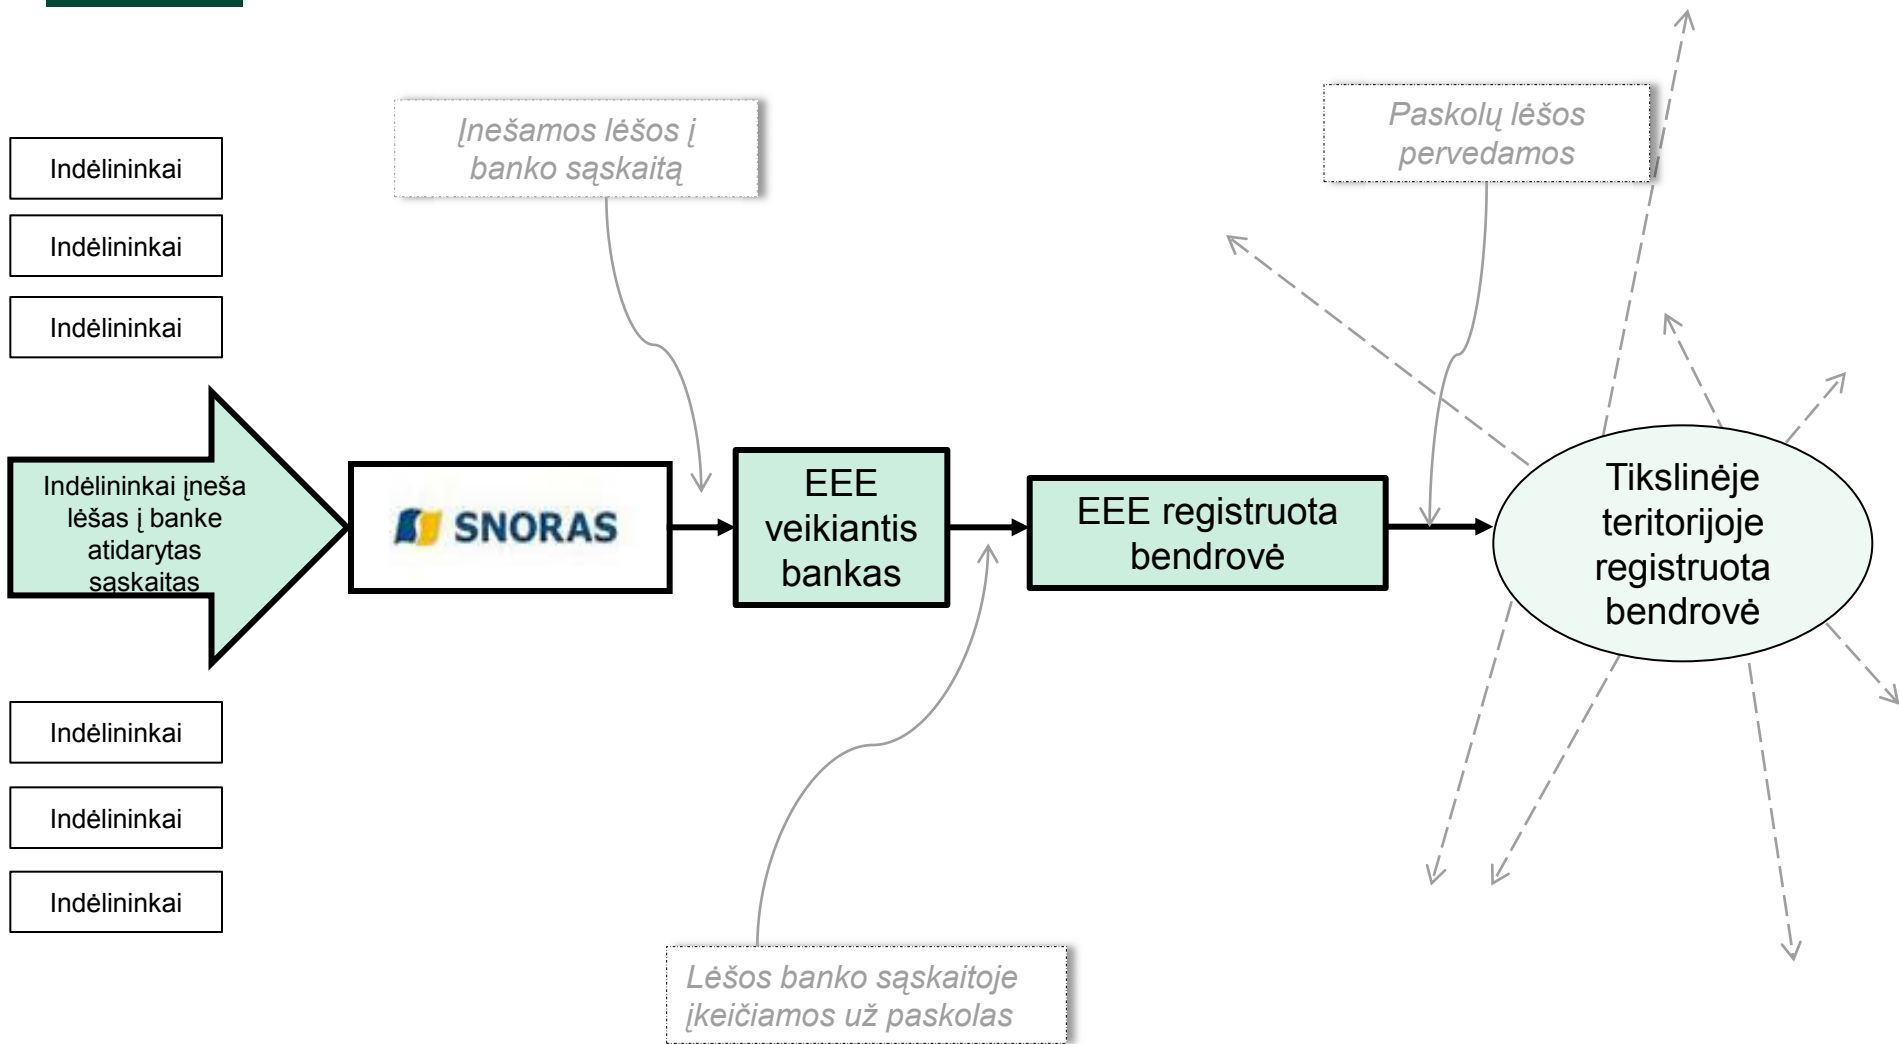 Įnešamos lėšos į
banko sąskaitą
Paskolų lėšos
pervedamos
Indėlininkai
Indėlininkai
Indėlininkai
Indėlininkai įneša
lėšas į banke
atidarytas
sąskaitas
SNORAS
EEE
veikiantis
bankas
EEE registruota
bendrovė
Tikslinėje
teritorijoje
registruota
bendrovė
Indėlininkai
Indėlininkai
Indėlininkai
Lėšos banko sąskaitoje
įkeičiamos už paskolas